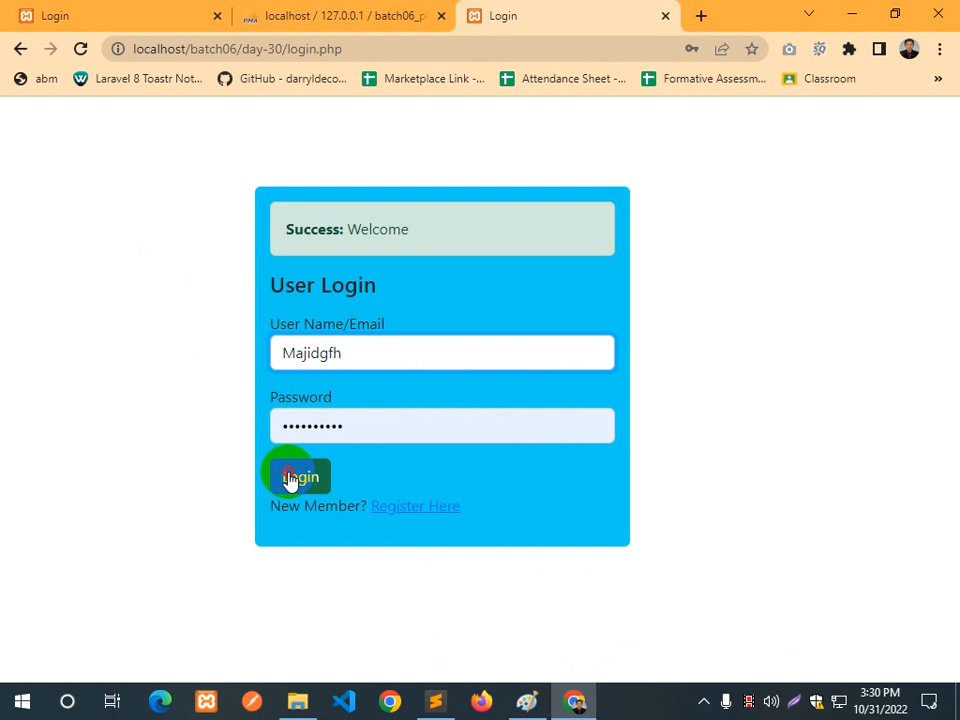 Login
localhost / 127.0.0.1 / batch06_p
Login
localhost/batch06/day-30/login.php
abm
Laravel 8 Toastr Not...
GitHub - darryldeco...
Marketplace Link -...
Attendance Sheet -...
Formative Assessm...
Classroom
»
Success: Welcome
User Login
User Name/Email
Majidgfh
Password
••••••••••
Login
New Member? Register Here
3:30 PM
10/31/2022